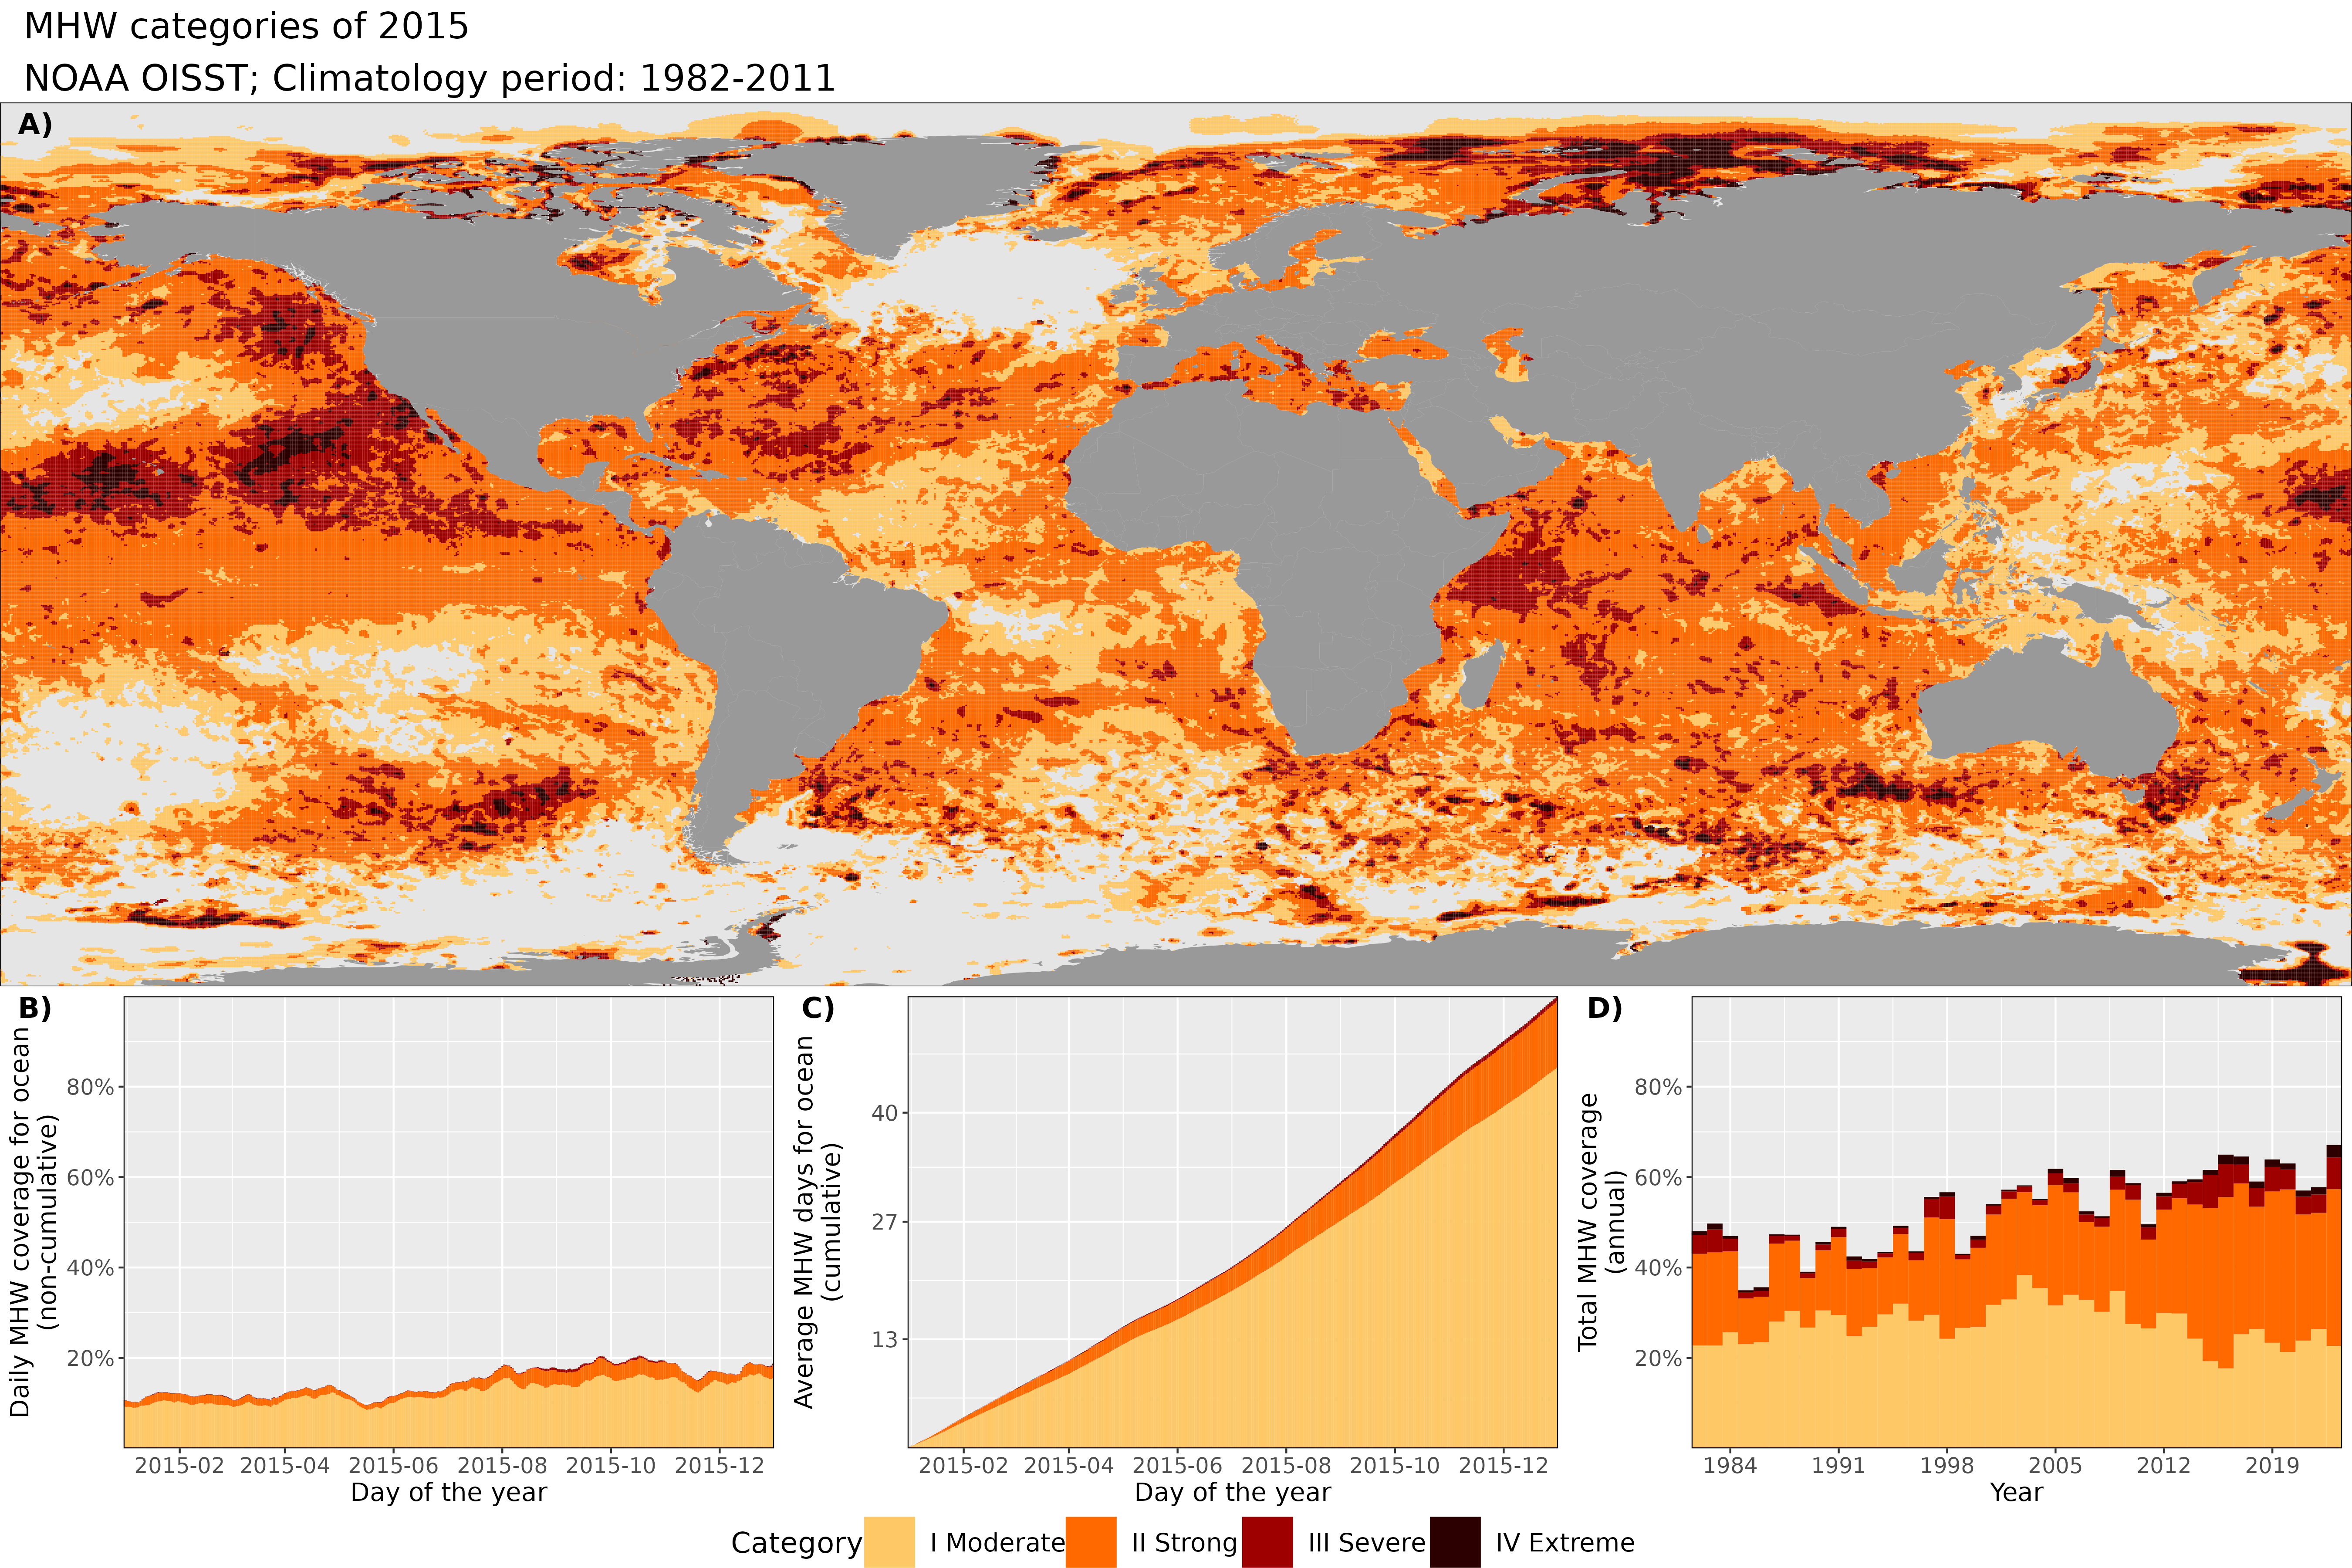 MHW categories of 2015
NOAA OISST; Climatology period: 1982-2011
A)
B)
Daily MHW coverage for ocean
(non-cumulative)
80%
60%
40%
20%
2015-02 2015-04 2015-06 2015-08 2015-10 2015-12
Day of the year
C)
Average MHW days for ocean
(cumulative)
40
27
13
2015-02 2015-04 2015-06 2015-08 2015-10 2015-12
Day of the year
D)
Total MHW coverage
(annual)
80%
60%
40%
20%
1984 1991 1998 2005 2012 2019
Year
Category I Moderate II Strong III Severe IV Extreme